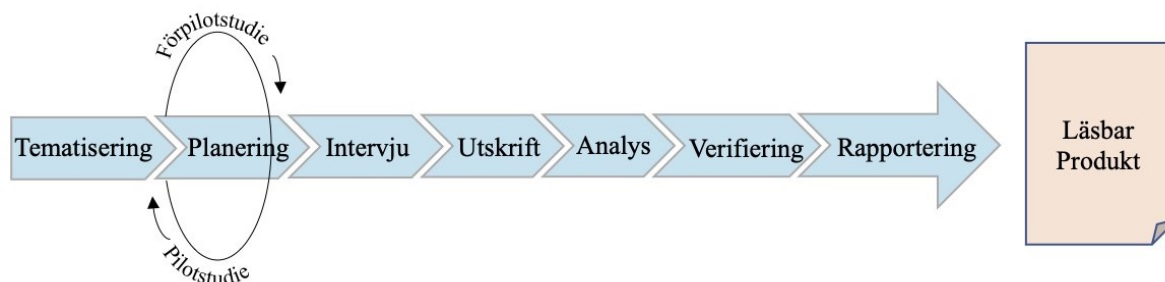 Förpilotstudie
Tematisering
Planering
Intervju
Utskrift
Analys
Verifiering
Rapportering
Läsbar
Produkt
Pilotstudie